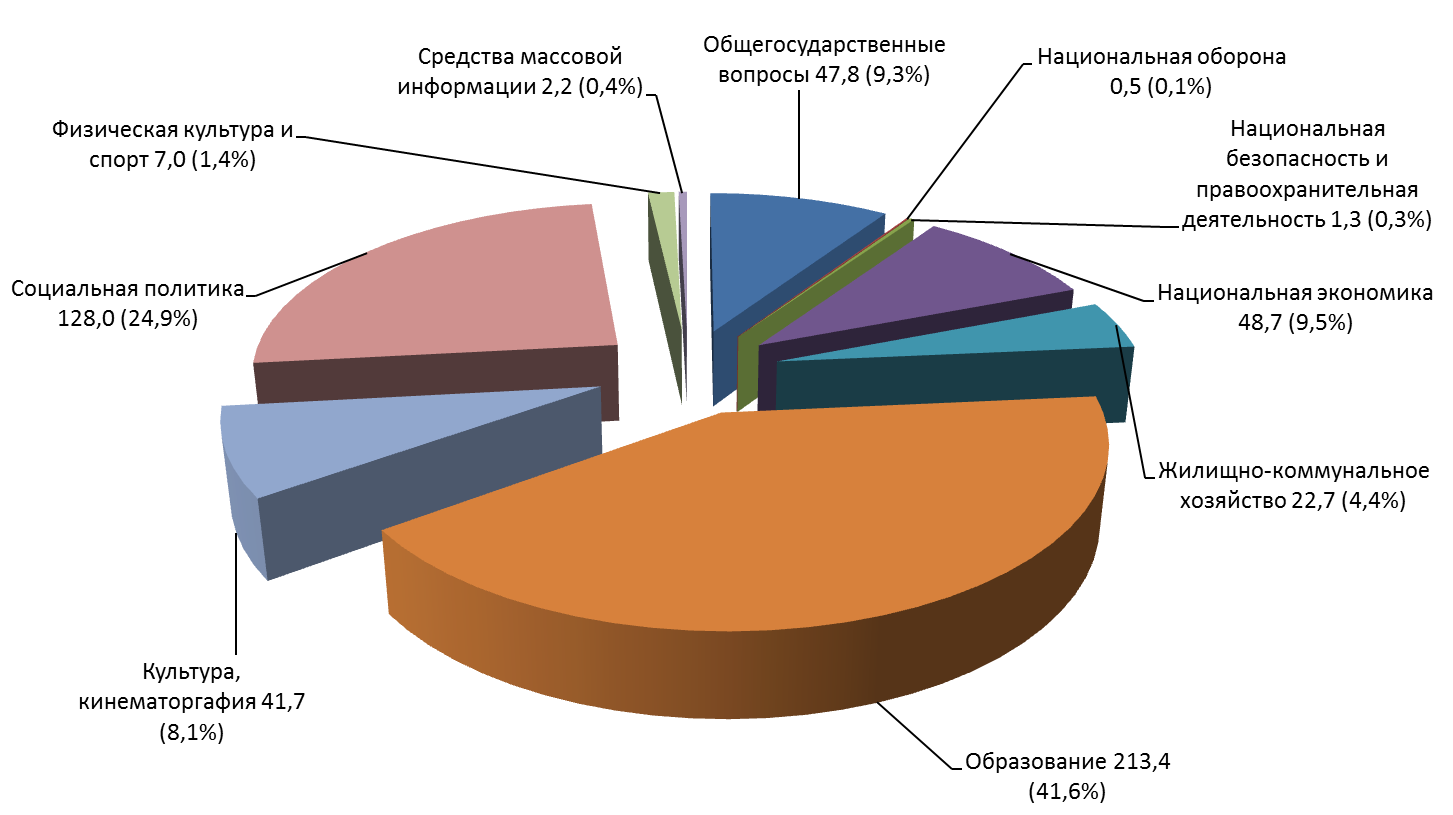 Средства массовой
информации 2,2 (0,4%)
Общегосударственные
вопросы 47,8 (9,3%)
Национальная оборона
0,5 (0,1%)
Физическая культура и
спорт 7,0 (1,4%)
Национальная
безопасность и
правоохранительная
деятельность 1,3 (0,3%)
Социальная политика
128,0 (24,9%)
Национальная экономика
48,7 (9,5%)
Жилищно-коммунальное
хозяйство 22,7 (4,4%)
Культура,
кинематоргафия 41,7
(8,1%)
Образование 213,4
(41,6%)